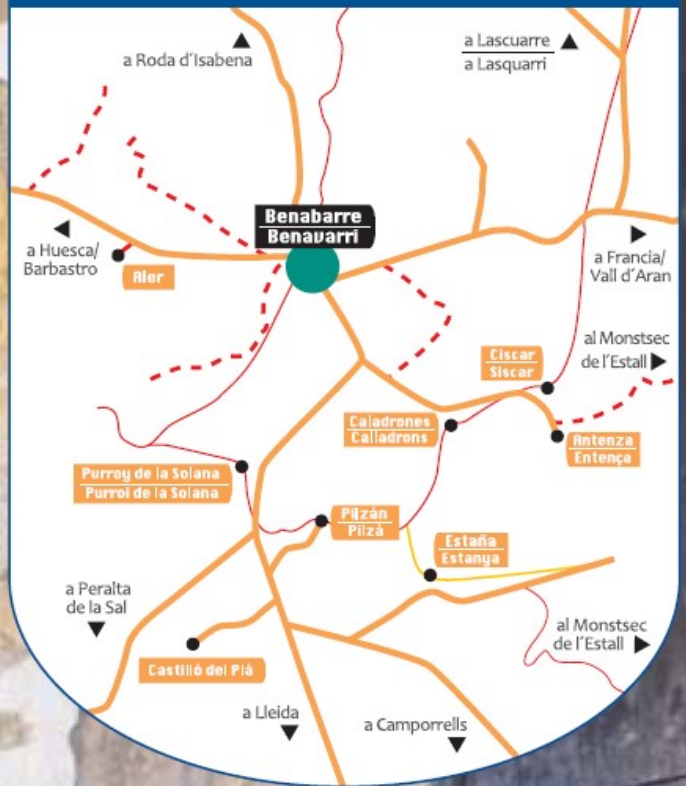 a Roda d´Isabena
a Lascuarre
a Lasquarri
Benabarre
Benavarri
a Huesca/
Barbastro
Aler
a Francia/
Vall d´Aran
al Monstsec
de l´Estall
Ciscar
Siscar
Caladrones
Calladrons
Antenza
Entença
Purroy de la Solana
Purroi de la Solana
Pilzán
Pilzà
Estaña
Estanya
a Peralta
de la Sal
al Monstsec
de l´Estall
Castilló del Plá
a Lleida
a Camporrells